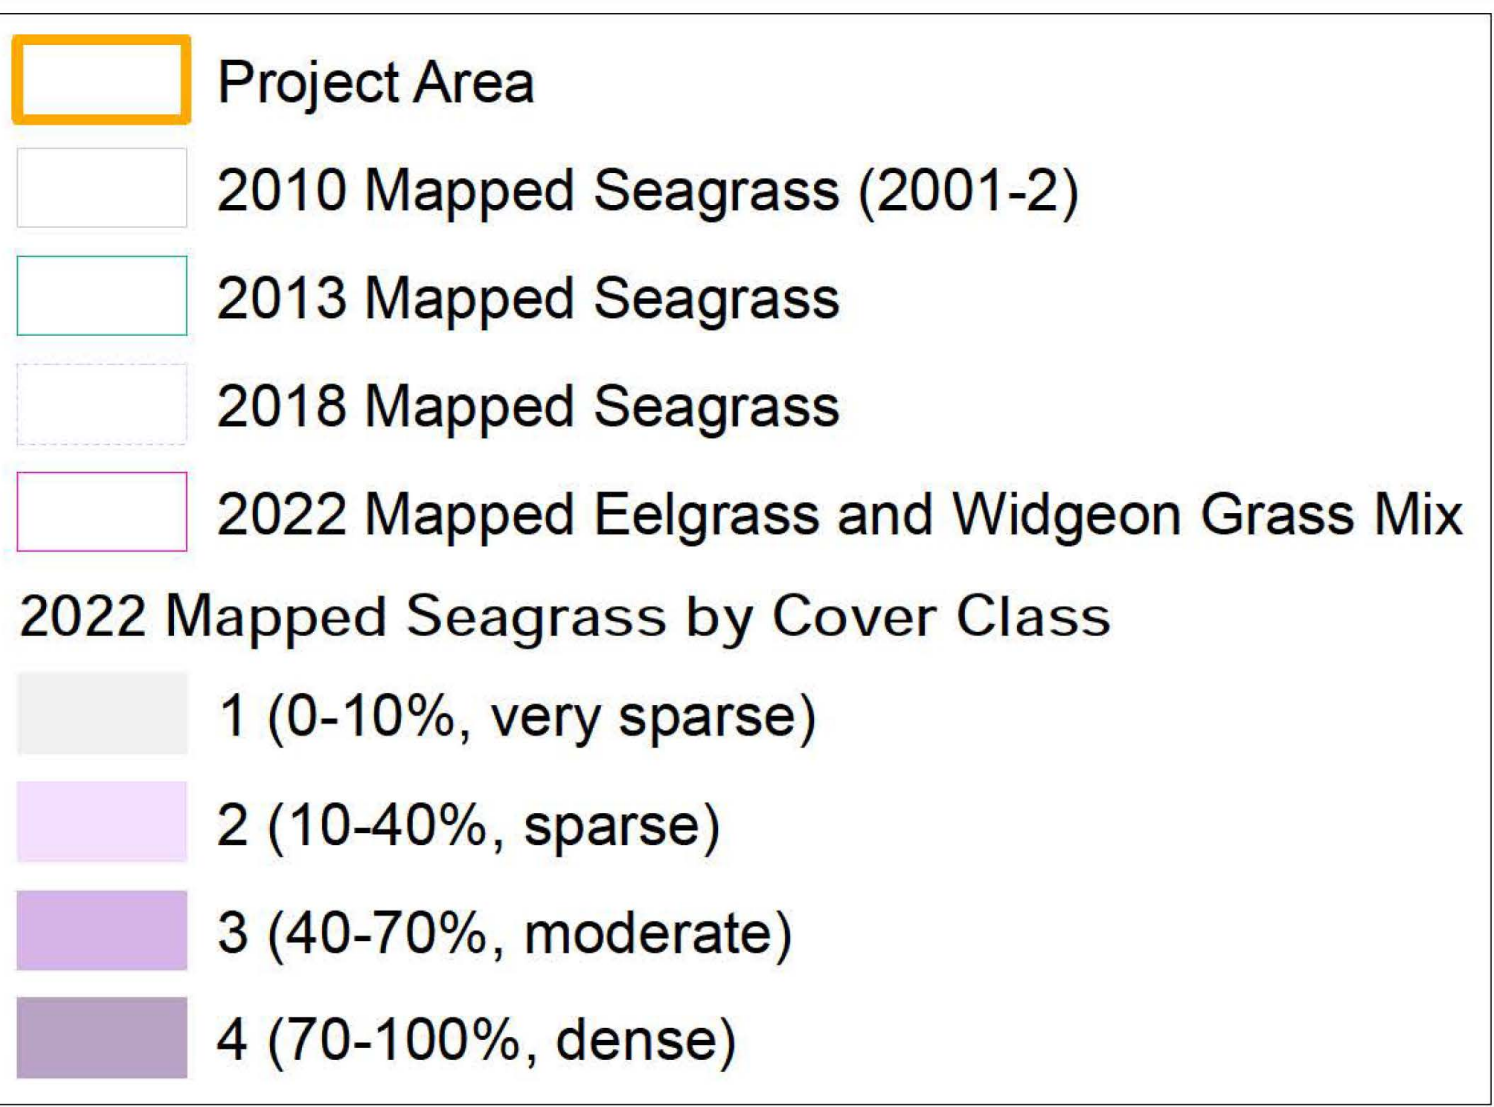 Project Area
2010 Mapped Seagrass (2001-2)
2013 Mapped Seagrass
2018 Mapped Seagrass
2022 Mapped Eelgrass and Widgeon Grass Mix
2022 Mapped Seagrass by Cover Class
1 (0-10%, very sparse)
2 (10-40%, sparse)
3 (40-70%, moderate)
4 (70-100%, dense)